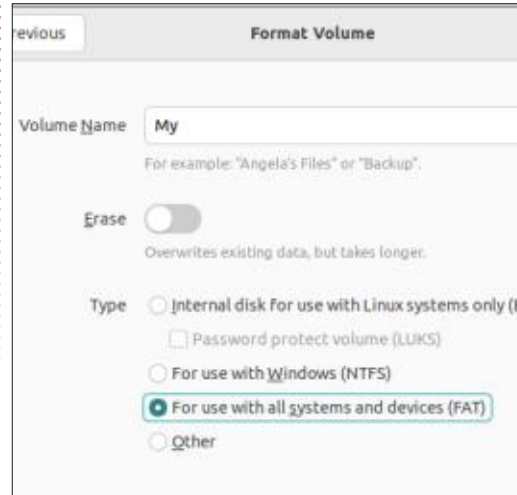 revious
Format Volume
Volume Name
My
For example: "Angela's Files" or "Backup".
Erase
Overwrites existing data, but takes longer.
Type
Internal disk for use with Linux systems only (
Password protect volume (LUKS)
For use with Windows (NTFS)
For use with all systems and devices (FAT)
Other